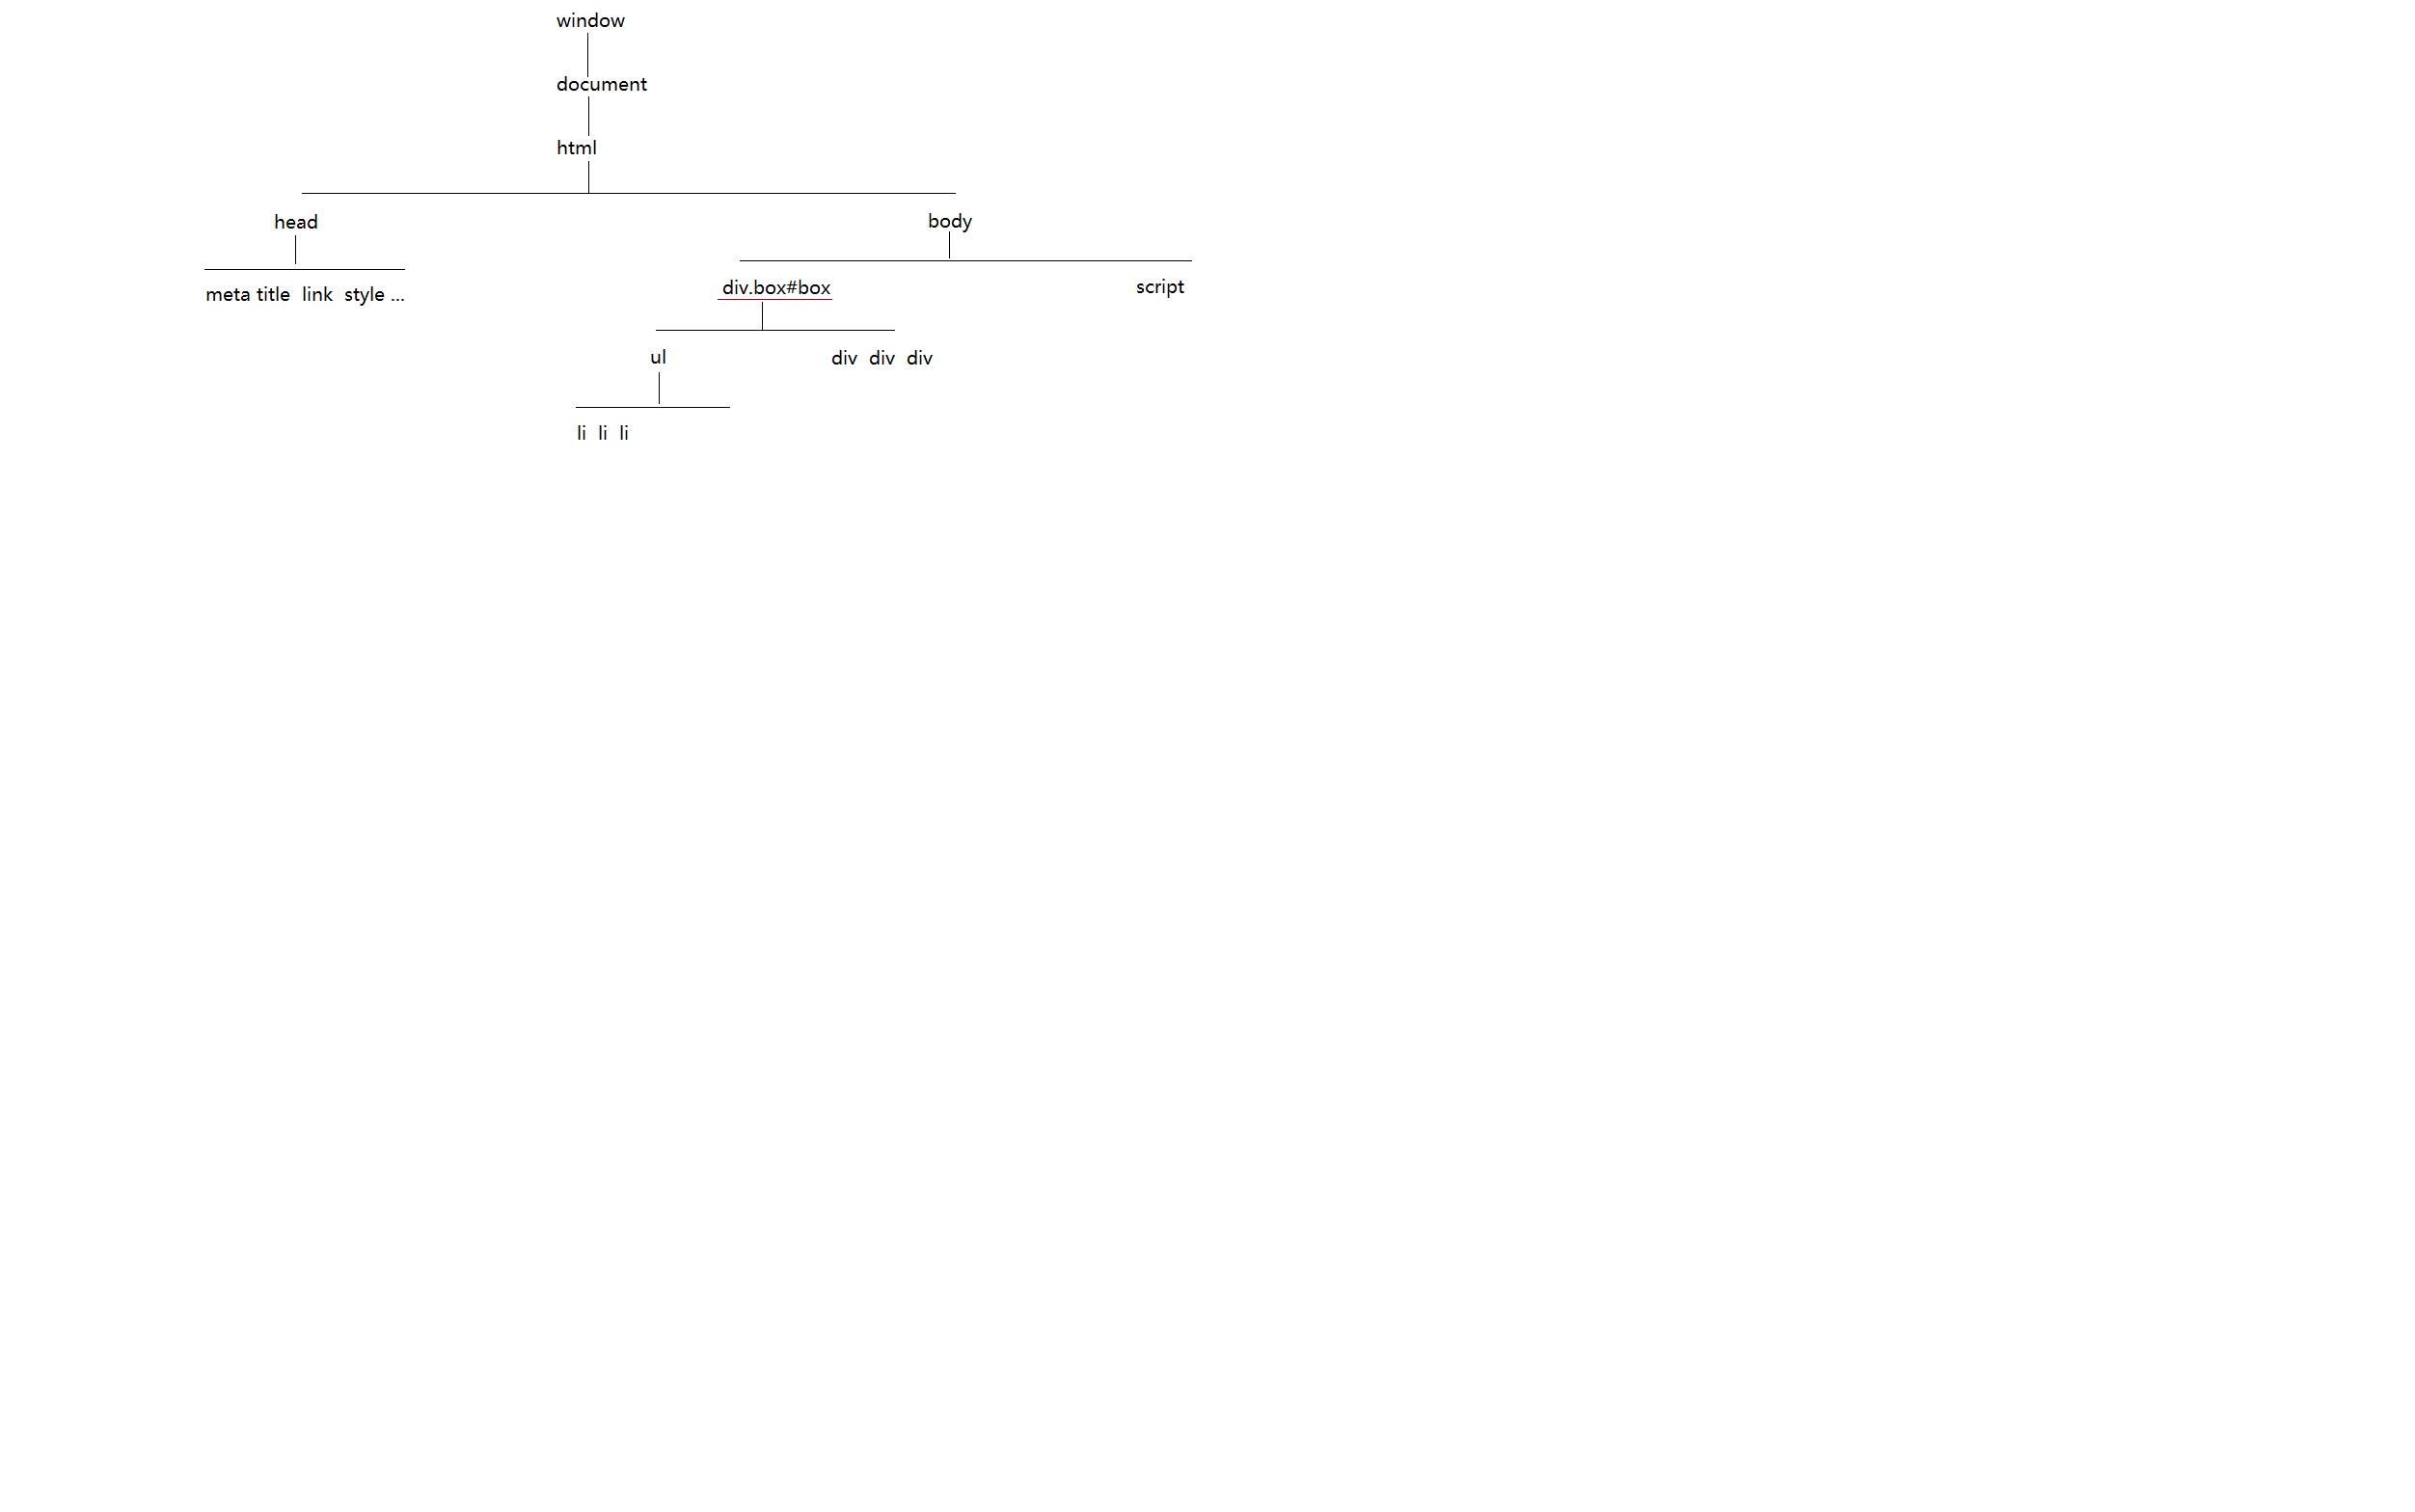 window
document
html
head
body
meta title link style ...
div.box#box
script
ul
div div div
li li li